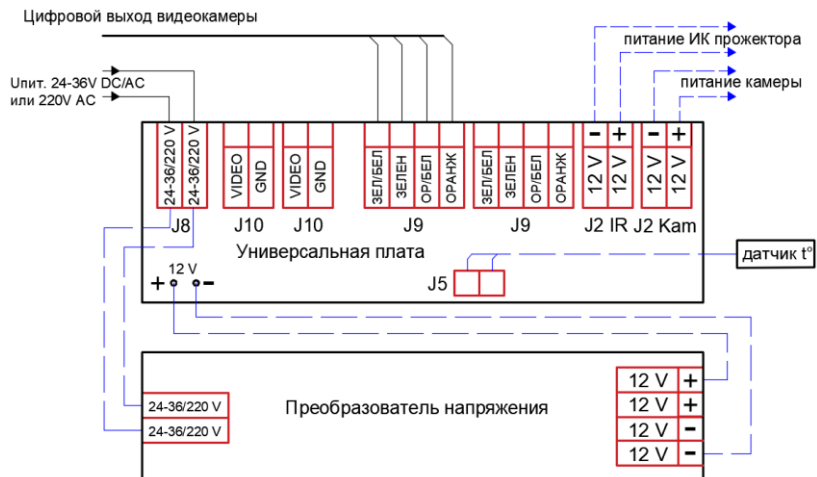 Цифровой выход видеокамеры
питание ИК прожектора
Uпит. 24-36V DC/AC
или 220V AC
питание камеры
24-36/220 V
24-36/220 V
VIDEO
GND
VIDEO
GND
ЗЕЛ/БЕЛ
ЗЕЛЕН
ОР/БЕЛ
ОРАНЖ
ЗЕЛ/БЕЛ
ЗЕЛЕН
ОР/БЕЛ
ОРАНЖ
- +
12 V
12 V
- +
12 V
12 V
J8
J10
J10
J9
J9
J2 IR
J2 Kam
Универсальная плата
датчик t°
12 V
+ -
J5
12 V +
12 V +
12 V -
12 V -
24-36/220 V
24-36/220 V
Преобразователь напряжения